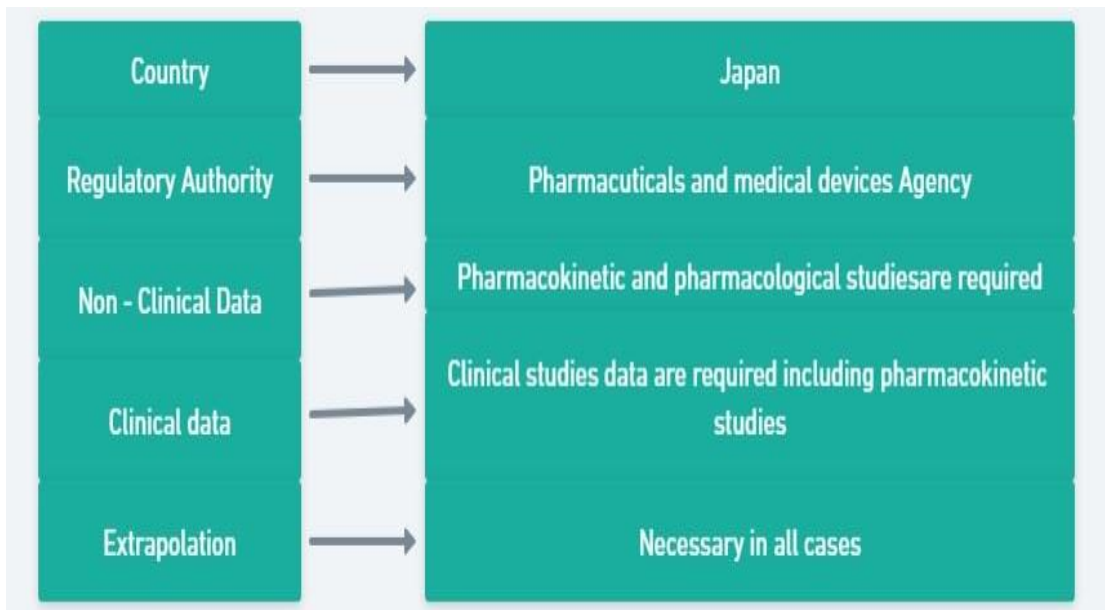 Country
Japan
Regulatory Authority
Pharmacuticals and medical devices Agency
Non - Clinical Data
Pharmacokinetic and pharmacological studiesare required
Clinical data
Clinical studies data are required including pharmacokinetic
studies
Extrapolation
Necessary in all cases